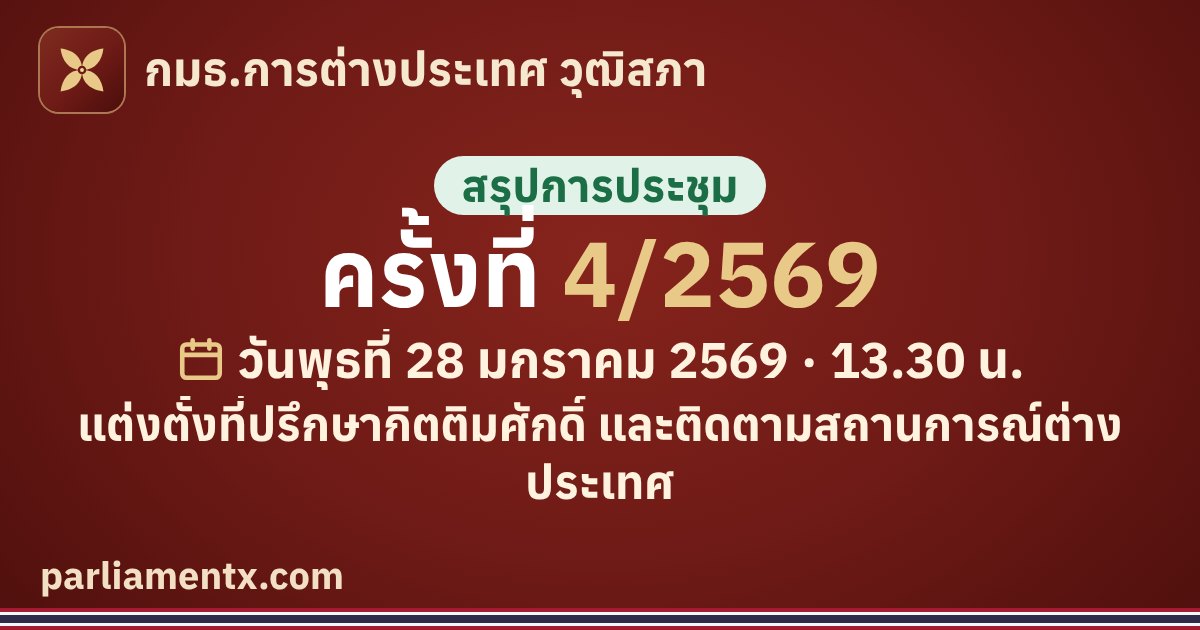 กมธ.การต่างประเทศ วุฒิสภา
สรุปการประชุม
ครั้งที่ 4/2569
วันพุธที่ 28 มกราคม 2569 · 13.30 น.
แต่งตั้งที่ปรึกษากิตติมศักดิ์ และติดตามสถานการณ์ต่าง
ประเทศ
parliamentx.com